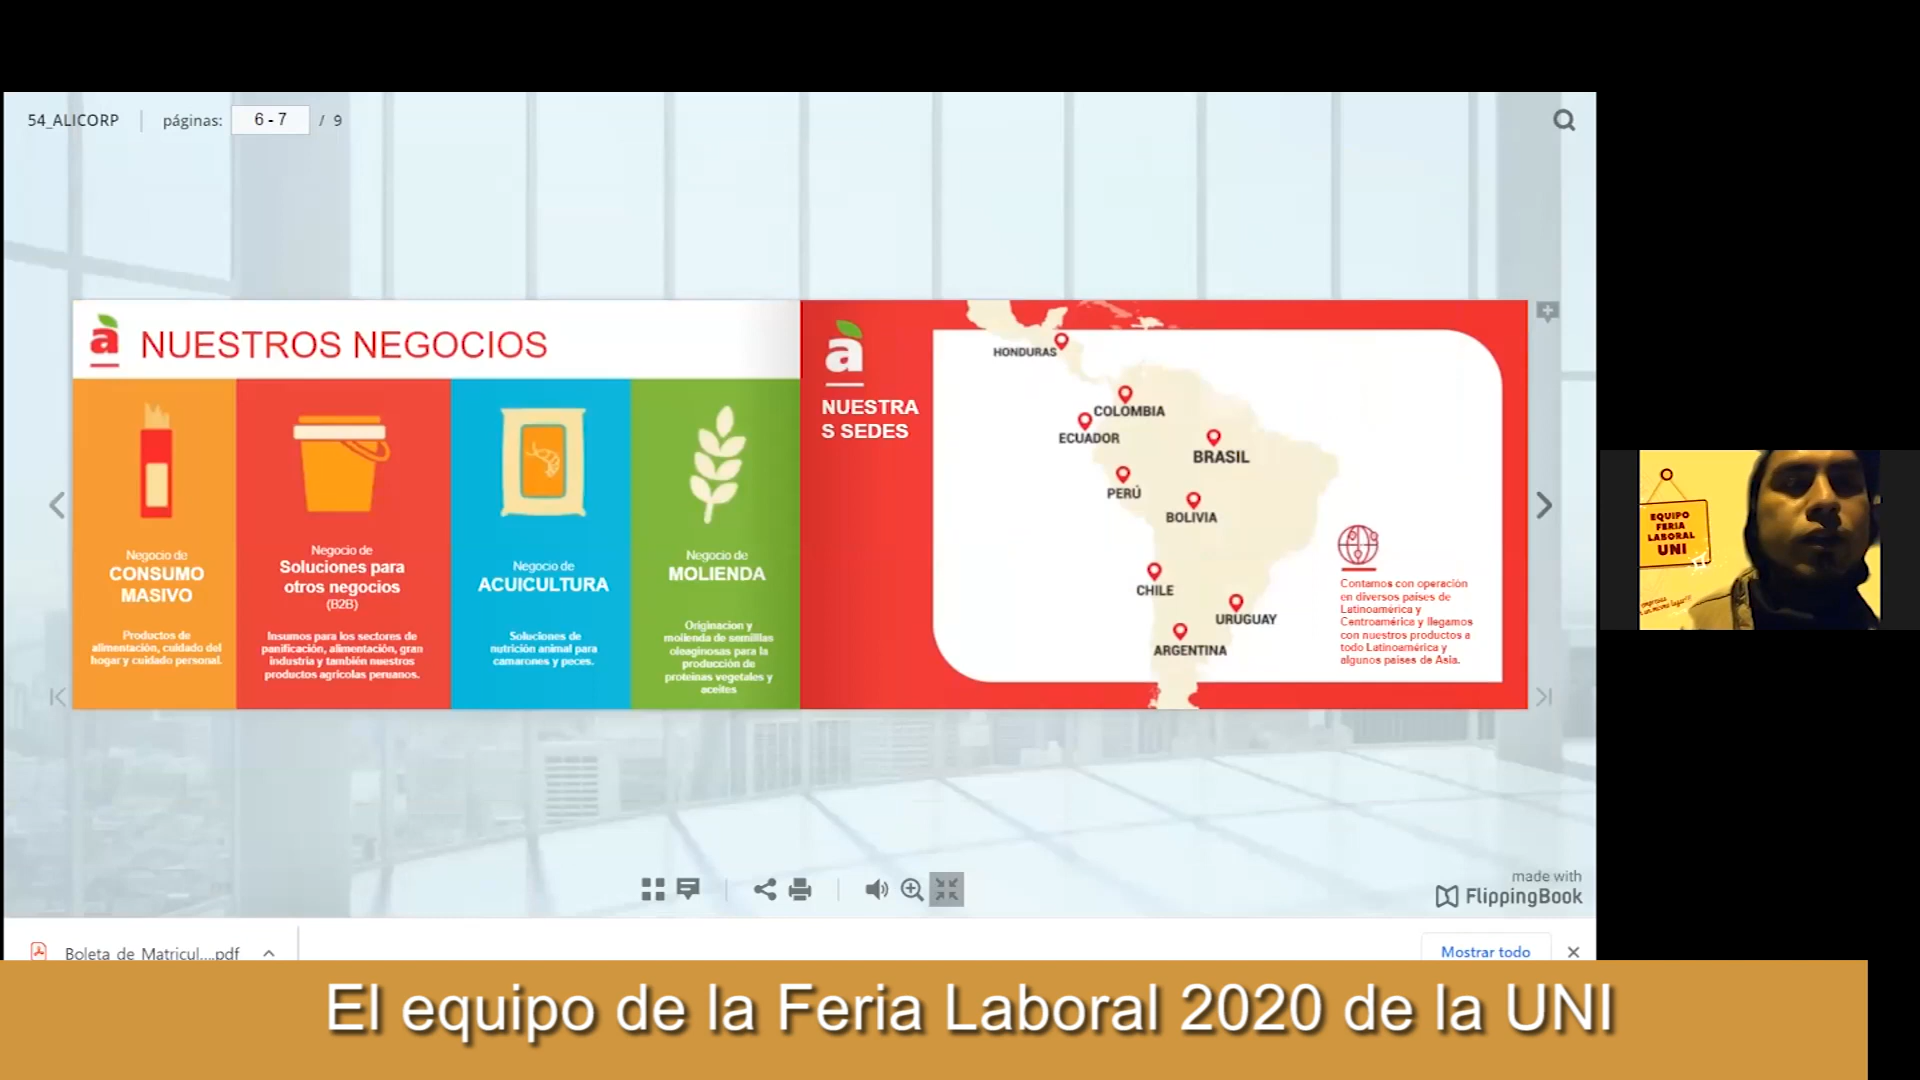 54_ALICORP
páginas:
6 - 7
/ 9
a
NUESTROS NEGOCIOS
Negocio de
CONSUMO
MASIVO
Productos de
alimentación, cuidado del
hogar y cuidado personal.
Negocio de
Soluciones para
otros negocios
(B2B)
Insumos para los sectores de
panificación, alimentación, gran
industria y también nuestros
productos agrícolas peruanos.
Negocio de
ACUICULTURA
Soluciones de
nutrición animal para
camarones y peces.
Negocio de
MOLIENDA
Originacion y
molienda de semilllas
oleaginosas para la
producción de
proteínas vegetales y
aceites
a
NUESTRA
S SEDES
HONDURAS
COLOMBIA
ECUADOR
BRASIL
PERÚ
BOLIVIA
CHILE
URUGUAY
ARGENTINA
Contamos con operación
en diversos países de
Latinoamérica y
Centroamérica y llegamos
con nuestros productos a
todo Latinoamérica y
algunos países de Asia.
EQUIPO
FERIA
LABORAL
UNI
made with
FlippingBook
Boleta de Matricul....pdf
Mostrar todo
El equipo de la Feria Laboral 2020 de la UNI